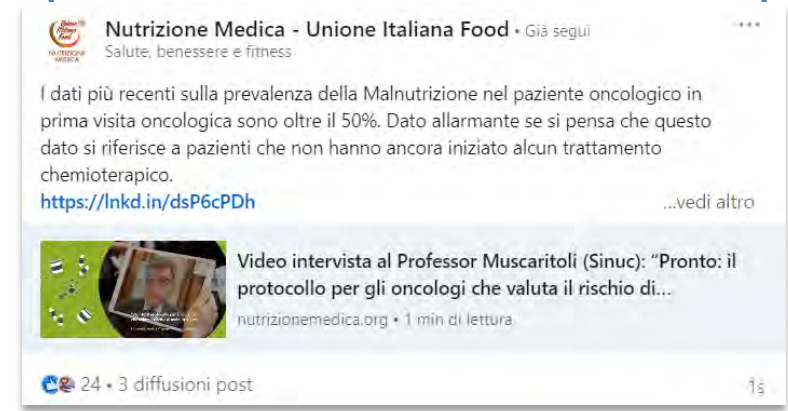 Nutrizione Medica - Unione Italiana Food • Già segui
Salute, benessere e fitness
I dati più recenti sulla prevalenza della Malnutrizione nel paziente oncologico in
prima visita oncologica sono oltre il 50%. Dato allarmante se si pensa che questo
dato si riferisce a pazienti che non hanno ancora iniziato alcun trattamento
chemioterapico.
https://lnkd.in/dsP6cPDh ...vedi altro
Video intervista al Professor Muscaritoli (Sinuc): “Pronto: il
protocollo per gli oncologi che valuta il rischio di...
nutrizionemedica.org • 1 min di lettura
24 • 3 diffusioni post 1s